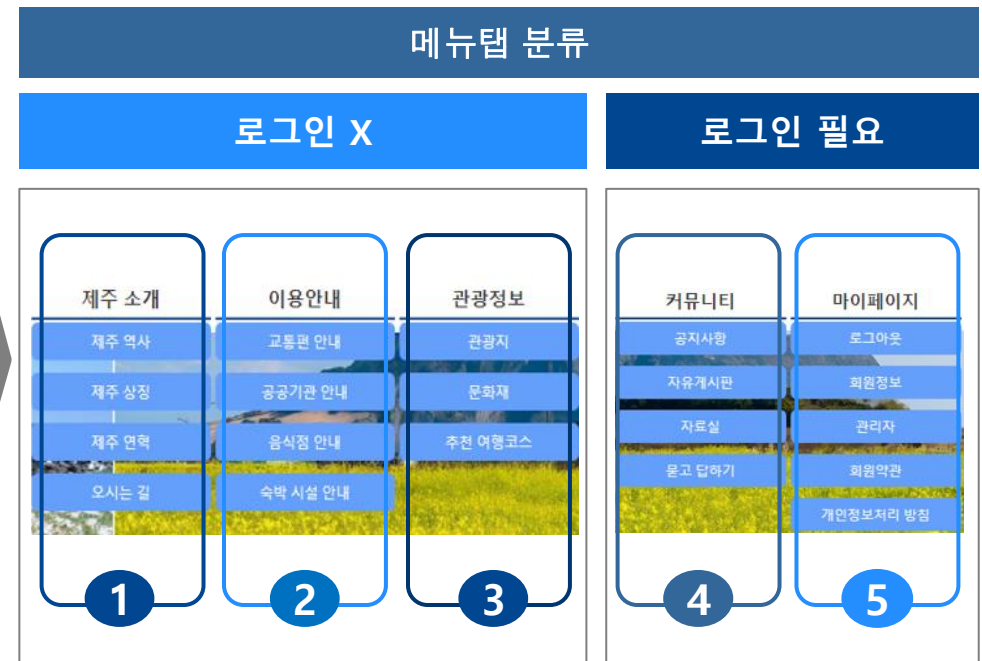 메뉴탭 분류
로그인 X
로그인 필요
제주 소개
제주 역사
제주 상징
제주 연혁
오시는 길
1
이용안내
교통편 안내
공공기관 안내
음식점 안내
숙박 시설 안내
2
관광정보
관광지
문화재
추천 여행코스
3
커뮤니티
공지사항
자유게시판
자료실
묻고 답하기
4
마이페이지
로그아웃
회원정보
관리자
회원약관
개인정보처리 방침
5